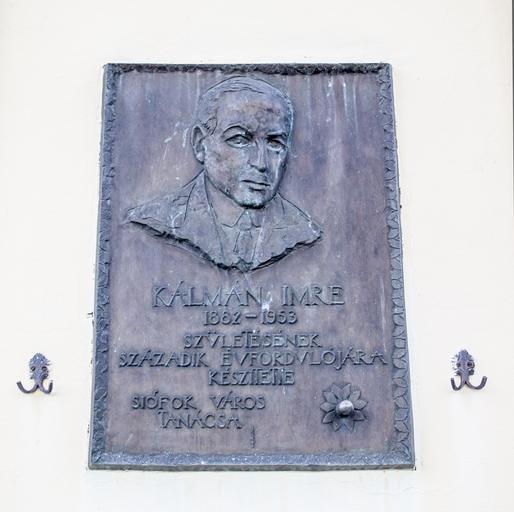 KÁLMÁN IMRE
1882-1953
SZÜLETÉSÉNEK
SZÁZADIK ÉVFORDULÓJÁRA
KÉSZÍTETTE
SIÓFOK VÁROS
TANÁCSA